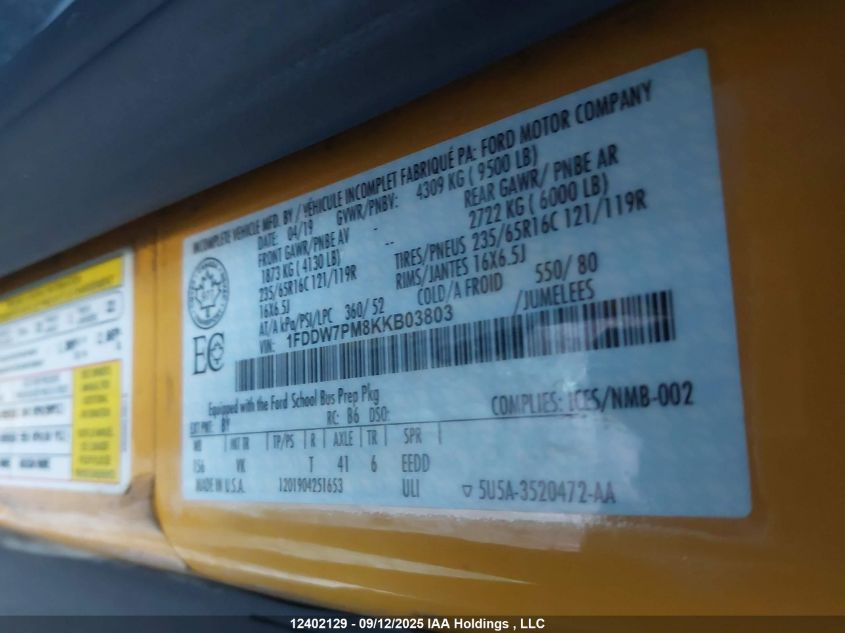 INCOMPLETE VEHICLE MFD. BY / VÉHICULE INCOMPLET FABRIQUÉ PA: FORD MOTOR COMPANY
DATE: 04/19 GVWR/PNBV: 4309 KG ( 9500 LB)
FRONT GAWR/PNBE AV - REAR GAWR/ PNBE AR
1873 KG ( 4130 LB) -- 2722 KG ( 6000 LB)
235/65R16C 121/119R TIRES/PNEUS 235/65R16C 121/119R
16X6.5J RIMS/JANTES 16X6.5J
AT/A kPa/PSI/LPC 360/ 52 COLD/A FROID 550/ 80
VIN: 1FDDW7PM8KKB03803 /JUMELEES
EC
Equipped with the Ford School Bus Prep Pkg COMPLIES: ICES/NMB-002
EXT PNT: BY RC: B6 DSO:
WB INT TR TP/PS R AXLE TR SPR
156 VK T 41 6 EEDD
MADE IN U.S.A. 1201904251653 ULI ▽ 5U5A-3520472-AA
12402129 - 09/12/2025 IAA Holdings , LLC